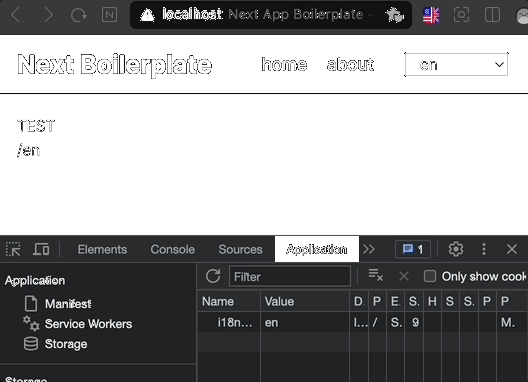 localhost Next App Boilerplate -
Next Boilerplate home about en
TEST
/en
Elements Console Sources Application 1
Application
Filter Only show cook
Manifest
Service Workers
Storage
Name Value D. P E. S. H S S. P P
i18n... en l... / S. 9 M.
Storage